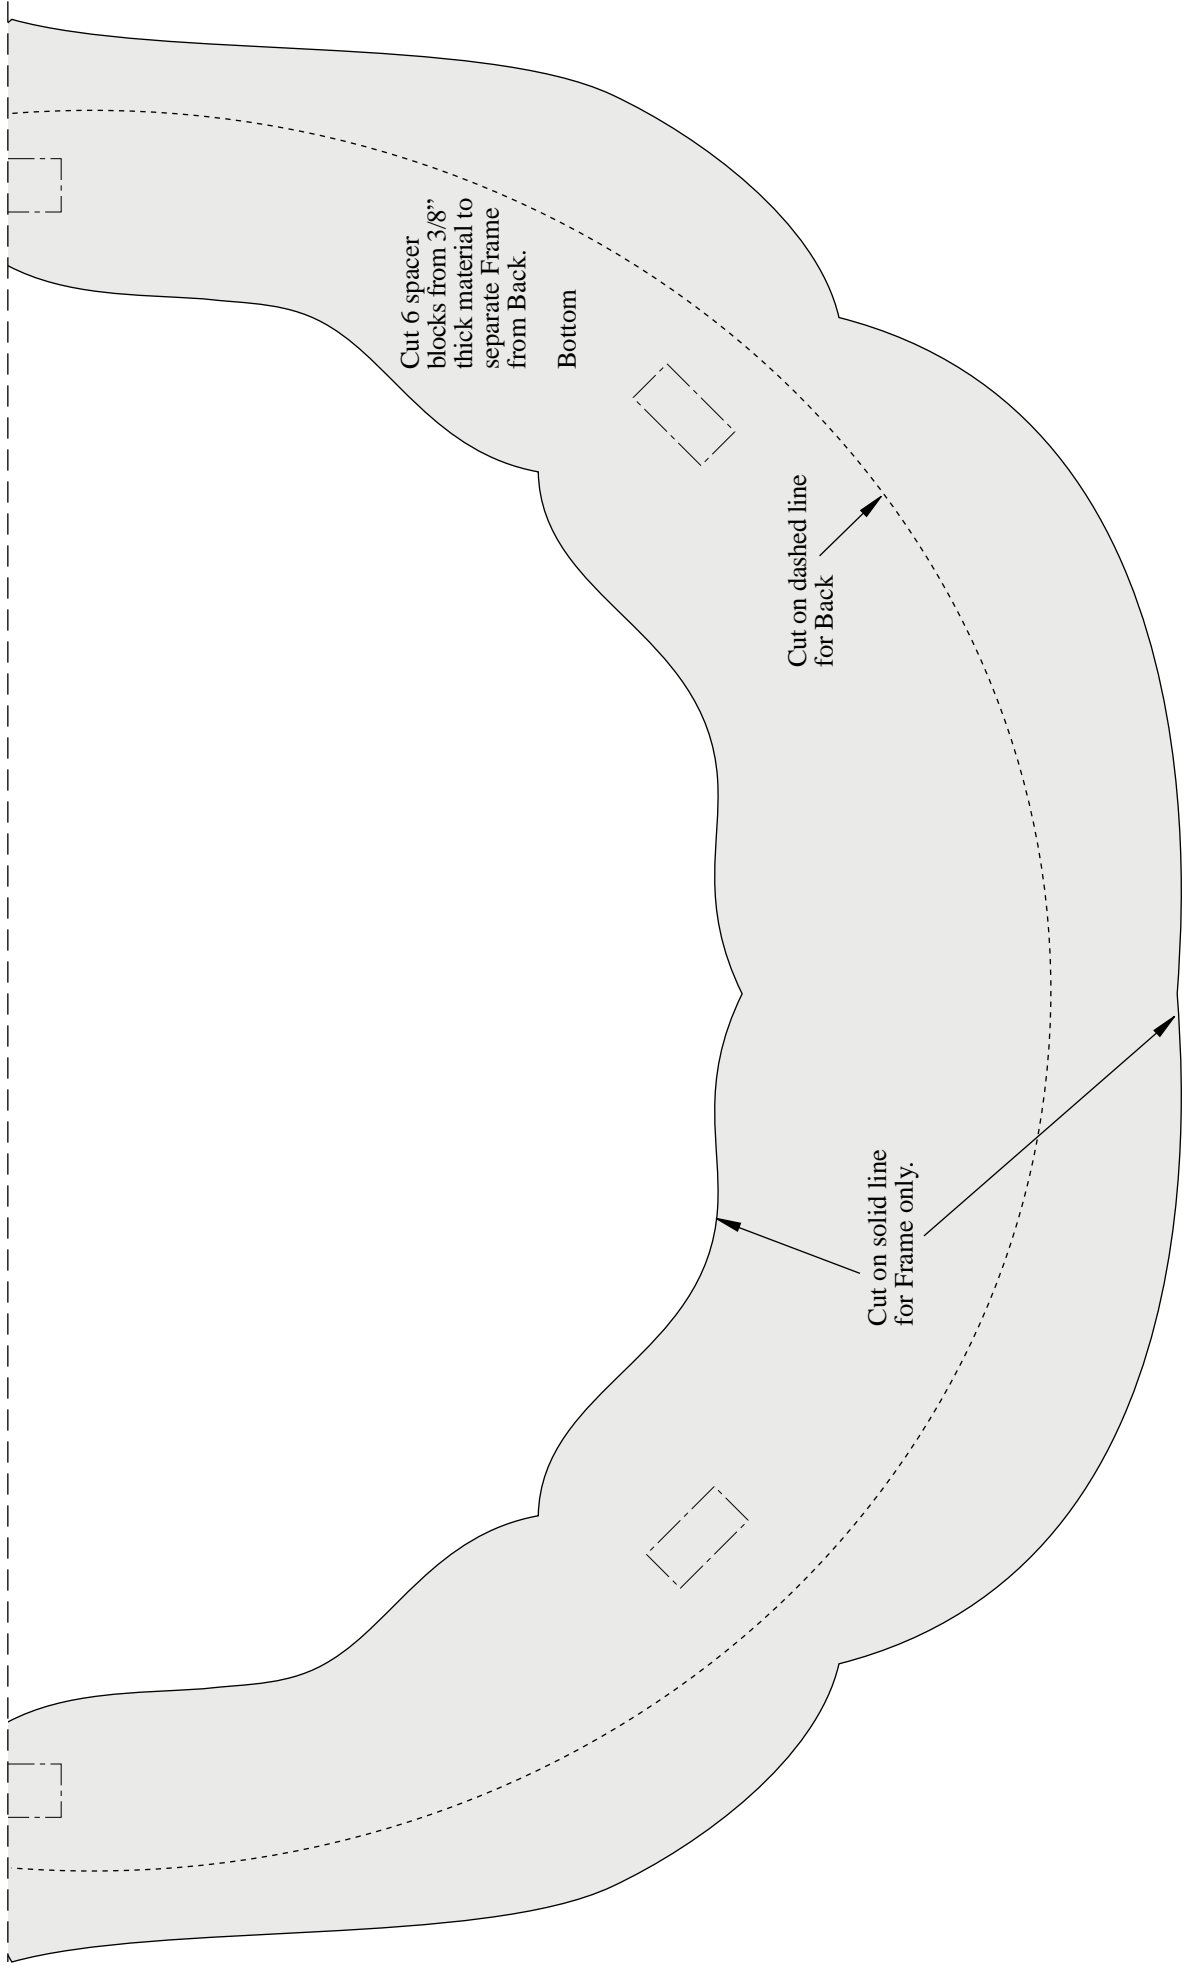 Cut 6 spacer
blocks from 3/8”
thick material to
separate Frame
from Back.
Bottom
Cut on dashed line
for Back
Cut on solid line
for Frame only.